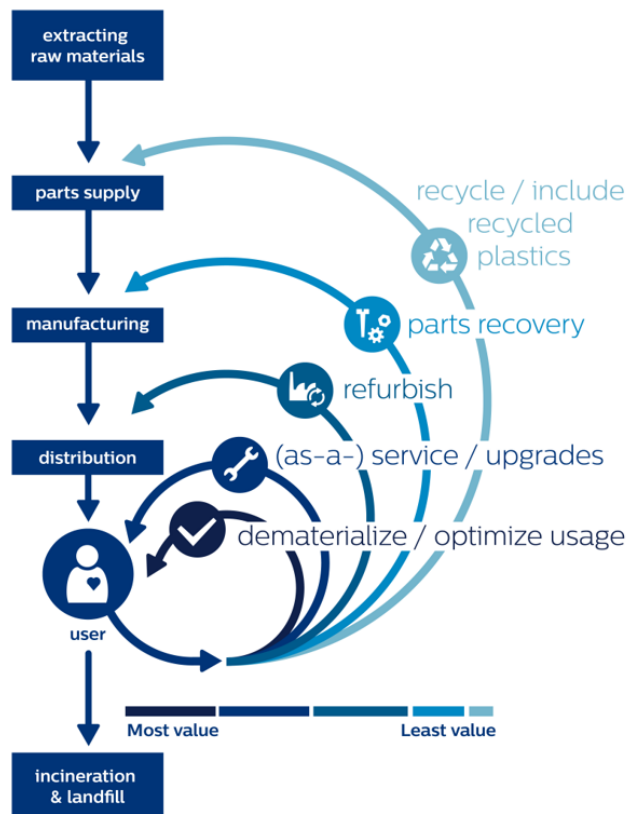 extracting
raw materials
parts supply
recycle / include
recycled
plastics
manufacturing
parts recovery
refurbish
distribution
(as-a-) service / upgrades
dematerialize / optimize usage
user
Most value
Least value
incineration
& landfill